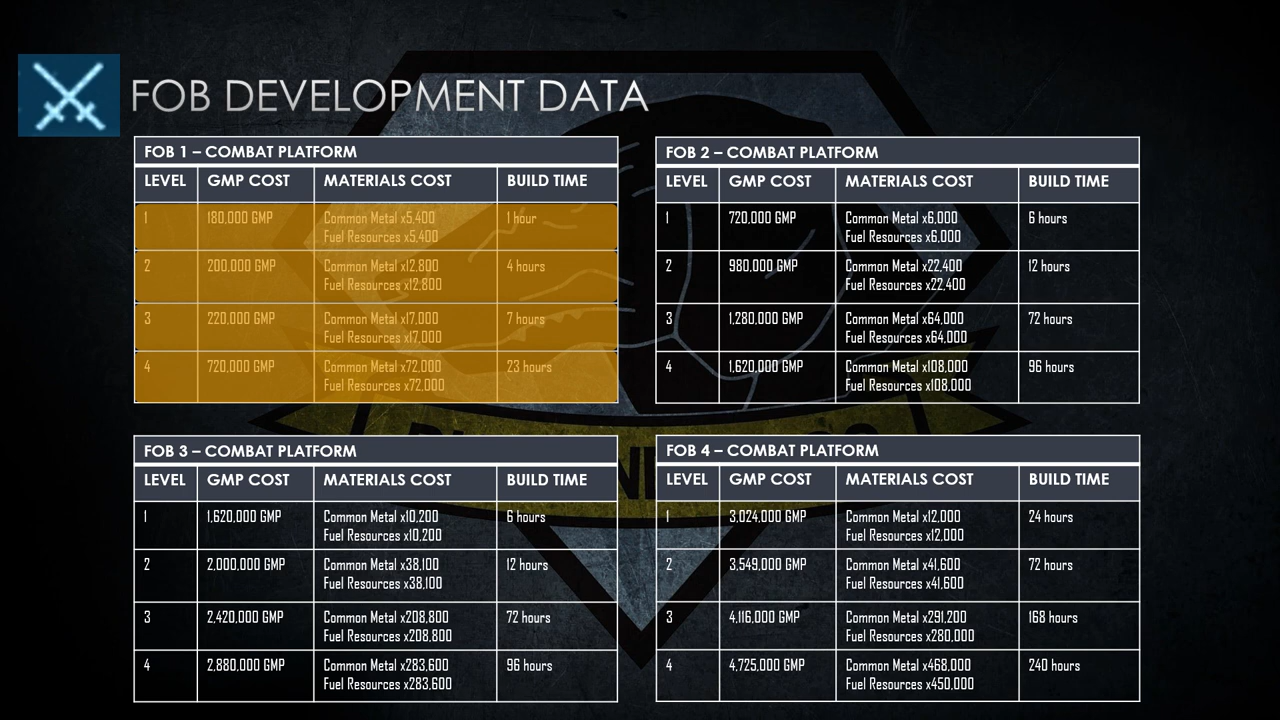 FOB DEVELOPMENT DATA
FOB 1 – COMBAT PLATFORM
LEVEL GMP COST MATERIALS COST BUILD TIME
1 180,000 GMP Common Metal x5,400 1 hour
Fuel Resources x5,400
2 200,000 GMP Common Metal x12,800 4 hours
Fuel Resources x12,800
3 220,000 GMP Common Metal x17,000 7 hours
Fuel Resources x17,000
4 720,000 GMP Common Metal x72,000 23 hours
Fuel Resources x72,000
FOB 2 – COMBAT PLATFORM
LEVEL GMP COST MATERIALS COST BUILD TIME
1 720,000 GMP Common Metal x6,000 6 hours
Fuel Resources x6,000
2 980,000 GMP Common Metal x22,400 12 hours
Fuel Resources x22,400
3 1,280,000 GMP Common Metal x64,000 72 hours
Fuel Resources x64,000
4 1,620,000 GMP Common Metal x108,000 96 hours
Fuel Resources x108,000
FOB 3 – COMBAT PLATFORM
LEVEL GMP COST MATERIALS COST BUILD TIME
1 1,620,000 GMP Common Metal x10,200 6 hours
Fuel Resources x10,200
2 2,000,000 GMP Common Metal x38,100 12 hours
Fuel Resources x38,100
3 2,420,000 GMP Common Metal x208,800 72 hours
Fuel Resources x208,800
4 2,880,000 GMP Common Metal x283,600 96 hours
Fuel Resources x283,600
FOB 4 – COMBAT PLATFORM
LEVEL GMP COST MATERIALS COST BUILD TIME
1 3,024,000 GMP Common Metal x12,000 24 hours
Fuel Resources x12,000
2 3,549,000 GMP Common Metal x41,600 72 hours
Fuel Resources x41,600
3 4,116,000 GMP Common Metal x291,200 168 hours
Fuel Resources x280,000
4 4,725,000 GMP Common Metal x468,000 240 hours
Fuel Resources x450,000